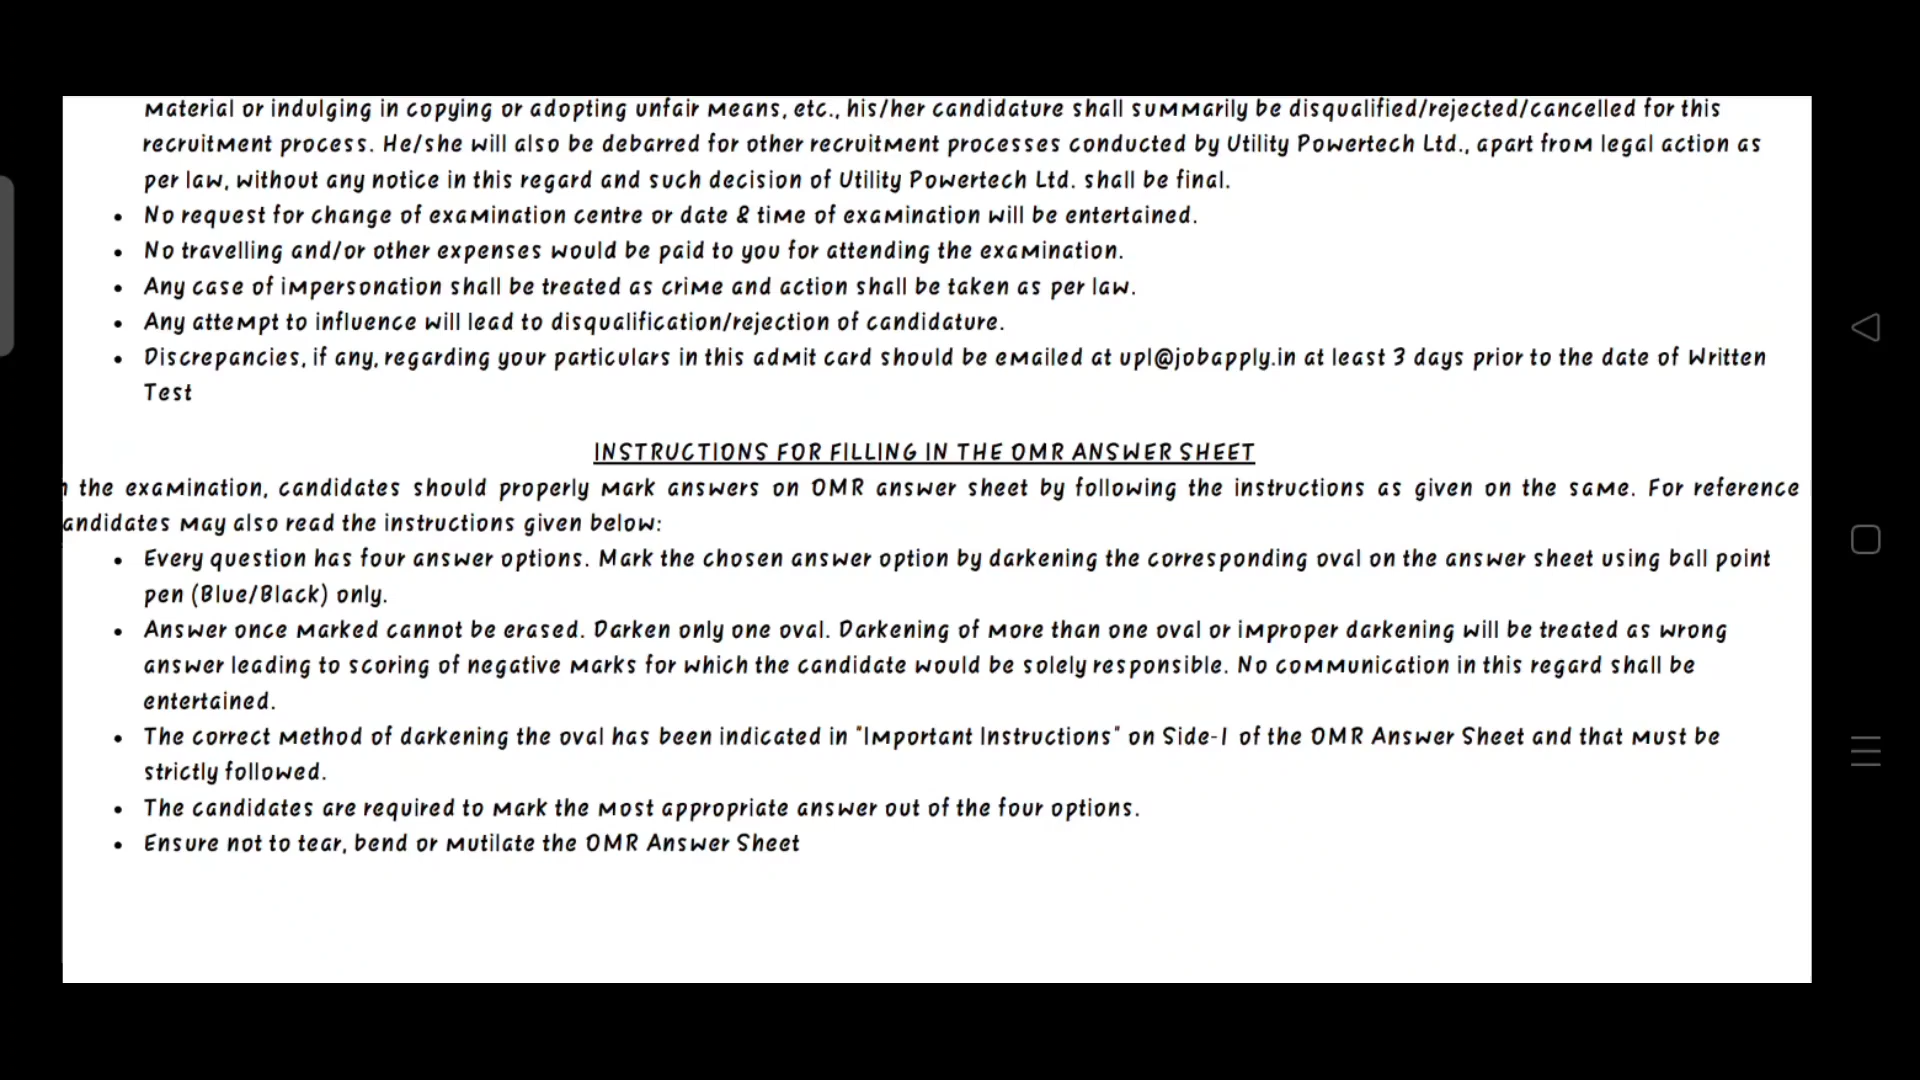 Material or indulging in copying or adopting unfair means, etc., his/her candidature shall summarily be disqualified/rejected/cancelled for this
recruitment process. He/she will also be debarred for other recruitment processes conducted by Utility Powertech Ltd., apart from legal action as
per law, without any notice in this regard and such decision of Utility Powertech Ltd. shall be final.
• No request for change of examination centre or date & time of examination will be entertained.
• No travelling and/or other expenses would be paid to you for attending the examination.
• Any case of impersonation shall be treated as crime and action shall be taken as per law.
• Any attempt to influence will lead to disqualification/rejection of candidature.
• Discrepancies, if any, regarding your particulars in this admit card should be emailed at upl@jobapply.in at least 3 days prior to the date of Written
Test
INSTRUCTIONS FOR FILLING IN THE OMR ANSWER SHEET
the examination, candidates should properly mark answers on OMR answer sheet by following the instructions as given on the same. For reference
andidates may also read the instructions given below:
• Every question has four answer options. Mark the chosen answer option by darkening the corresponding oval on the answer sheet using ball point
pen (Blue/Black) only.
• Answer once marked cannot be erased. Darken only one oval. Darkening of more than one oval or improper darkening will be treated as wrong
answer leading to scoring of negative marks for which the candidate would be solely responsible. No communication in this regard shall be
entertained.
• The correct method of darkening the oval has been indicated in "Important Instructions" on Side-1 of the OMR Answer Sheet and that must be
strictly followed.
• The candidates are required to mark the most appropriate answer out of the four options.
• Ensure not to tear, bend or mutilate the OMR Answer Sheet